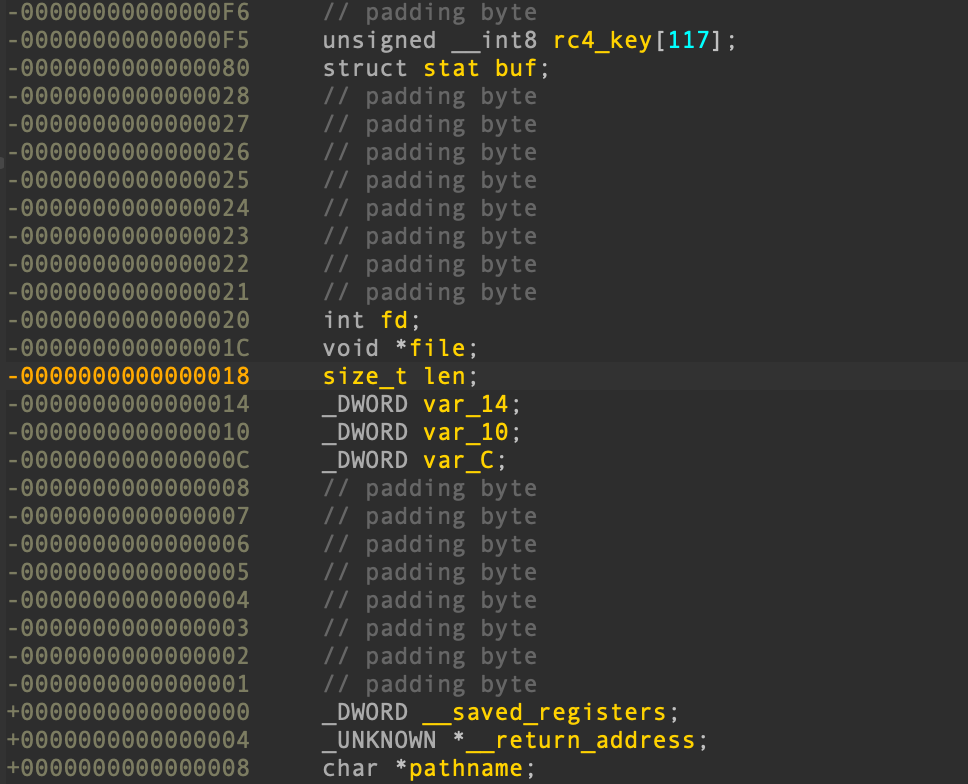 -00000000000000F6 // padding byte
-00000000000000F5 unsigned __int8 rc4_key[117];
-0000000000000080 struct stat buf;
-0000000000000028 // padding byte
-0000000000000027 // padding byte
-0000000000000026 // padding byte
-0000000000000025 // padding byte
-0000000000000024 // padding byte
-0000000000000023 // padding byte
-0000000000000022 // padding byte
-0000000000000021 // padding byte
-0000000000000020 int fd;
-000000000000001C void *file;
-0000000000000018 size_t len;
-0000000000000014 _DWORD var_14;
-0000000000000010 _DWORD var_10;
-000000000000000C _DWORD var_C;
-0000000000000008 // padding byte
-0000000000000007 // padding byte
-0000000000000006 // padding byte
-0000000000000005 // padding byte
-0000000000000004 // padding byte
-0000000000000003 // padding byte
-0000000000000002 // padding byte
-0000000000000001 // padding byte
+0000000000000000 _DWORD __saved_registers;
+0000000000000004 _UNKNOWN *__return_address;
+0000000000000008 char *pathname;